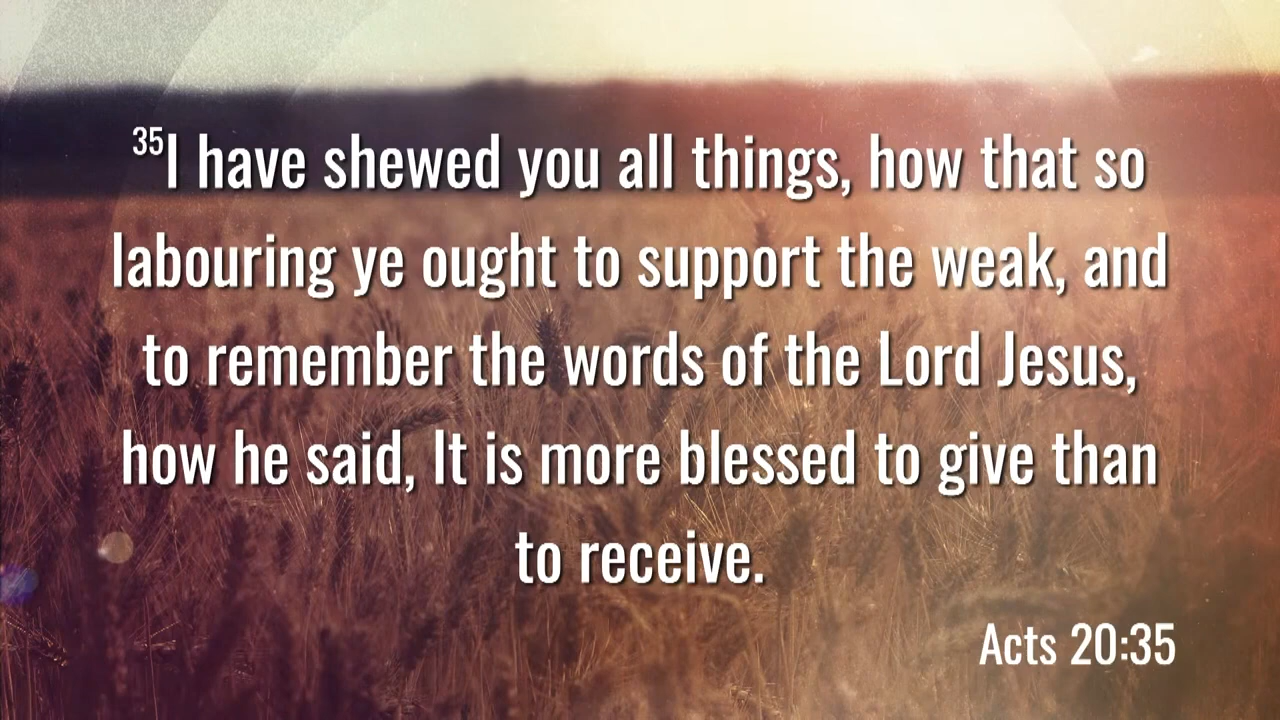 35I have shewed you all things, how that so
labouring ye ought to support the weak, and
to remember the words of the Lord Jesus,
how he said, It is more blessed to give than
to receive.
Acts 20:35